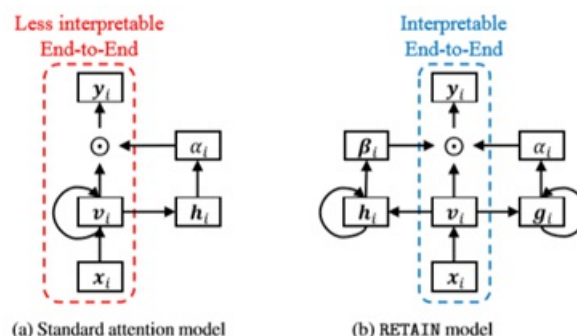 Less interpretable
End-to-End
y_i
⊙
α_i
v_i
h_i
x_i
(a) Standard attention model
Interpretable
End-to-End
y_i
β_i
⊙
α_i
h_i
v_i
g_i
x_i
(b) RETAIN model